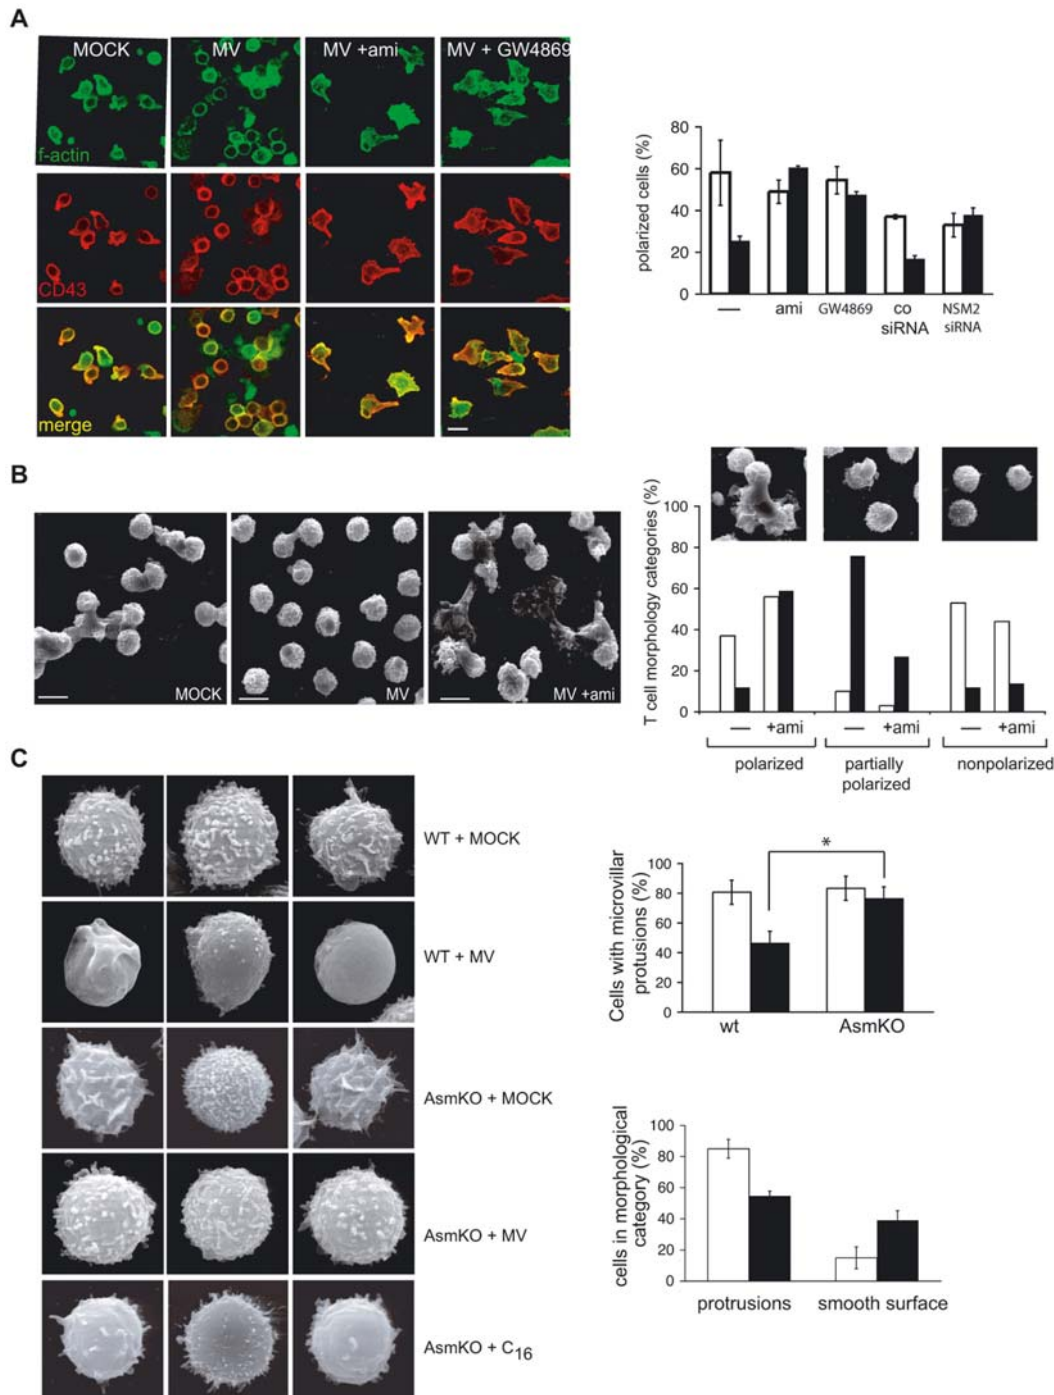 A
MOCK
MV
MV +ami
MV + GW4869
f-actin
CD43
merge
polarized cells (%)
80
60
40
20
0
—
ami
GW4869
co
siRNA
NSM2
siRNA
B
MOCK
MV
MV +ami
T cell morphology categories (%)
100
80
60
40
20
0
—
+ami
—
+ami
—
+ami
polarized
partially
polarized
nonpolarized
C
WT + MOCK
WT + MV
AsmKO + MOCK
AsmKO + MV
AsmKO + C16
Cells with microvillar
protusions (%)
100
80
60
40
20
0
*
wt
AsmKO
cells in morphological
category (%)
100
80
60
40
20
0
protrusions
smooth surface